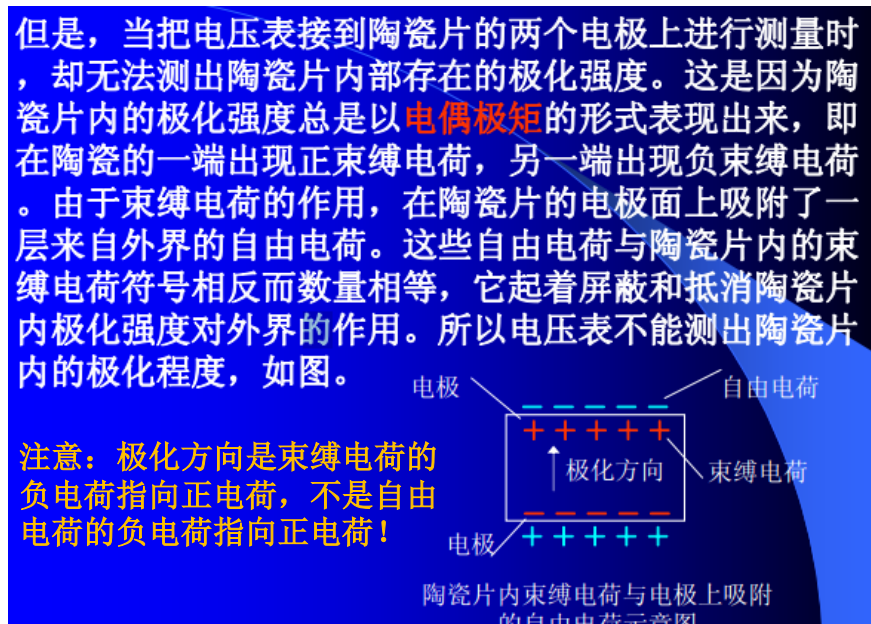 但是，当把电压表接到陶瓷片的两个电极上进行测量时
，却无法测出陶瓷片内部存在的极化强度。这是因为陶
瓷片内的极化强度总是以电偶极矩的形式表现出来，即
在陶瓷的一端出现正束缚电荷，另一端出现负束缚电荷
。由于束缚电荷的作用，在陶瓷片的电极面上吸附了一
层来自外界的自由电荷。这些自由电荷与陶瓷片内的束
缚电荷符号相反而数量相等，它起着屏蔽和抵消陶瓷片
内极化强度对外界的作用。所以电压表不能测出陶瓷片
内的极化程度，如图。
注意：极化方向是束缚电荷的
负电荷指向正电荷，不是自由
电荷的负电荷指向正电荷！
电极
自由电荷
－－－－－
＋＋＋＋＋
极化方向
束缚电荷
－－－－－
电极
＋＋＋＋＋
陶瓷片内束缚电荷与电极上吸附
的自由电荷示意图